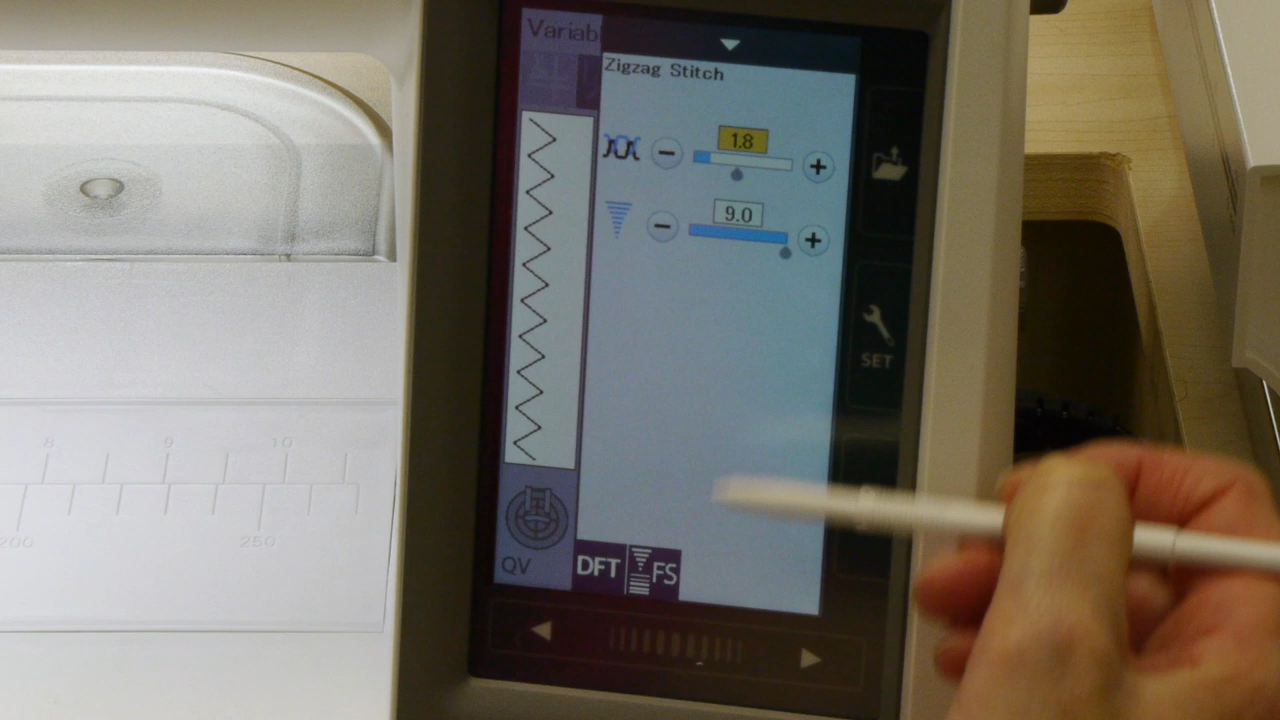 Variab
Zigzag Stitch
1.8
9.0
SET
8 9 10
200 250
QV
DFT FS